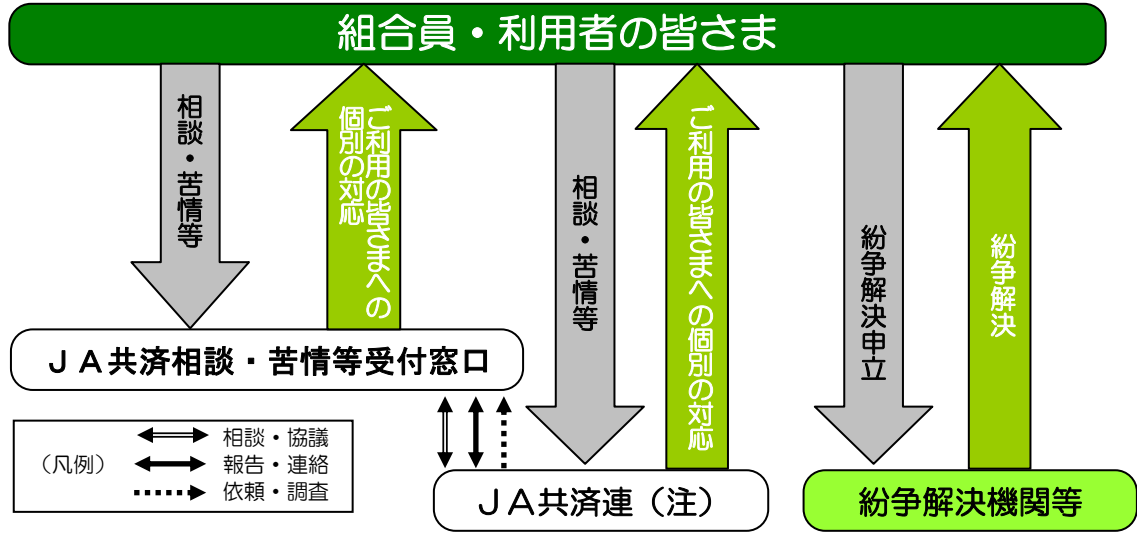 組合員・利用者の皆さま
相談・苦情等
ご利用の皆さまへの
個別の対応
相談・苦情等
ご利用の皆さまへの個別の対応
紛争解決申立
紛争解決
ＪＡ共済相談・苦情等受付窓口
（凡例）
相談・協議
報告・連絡
依頼・調査
ＪＡ共済連（注）
紛争解決機関等